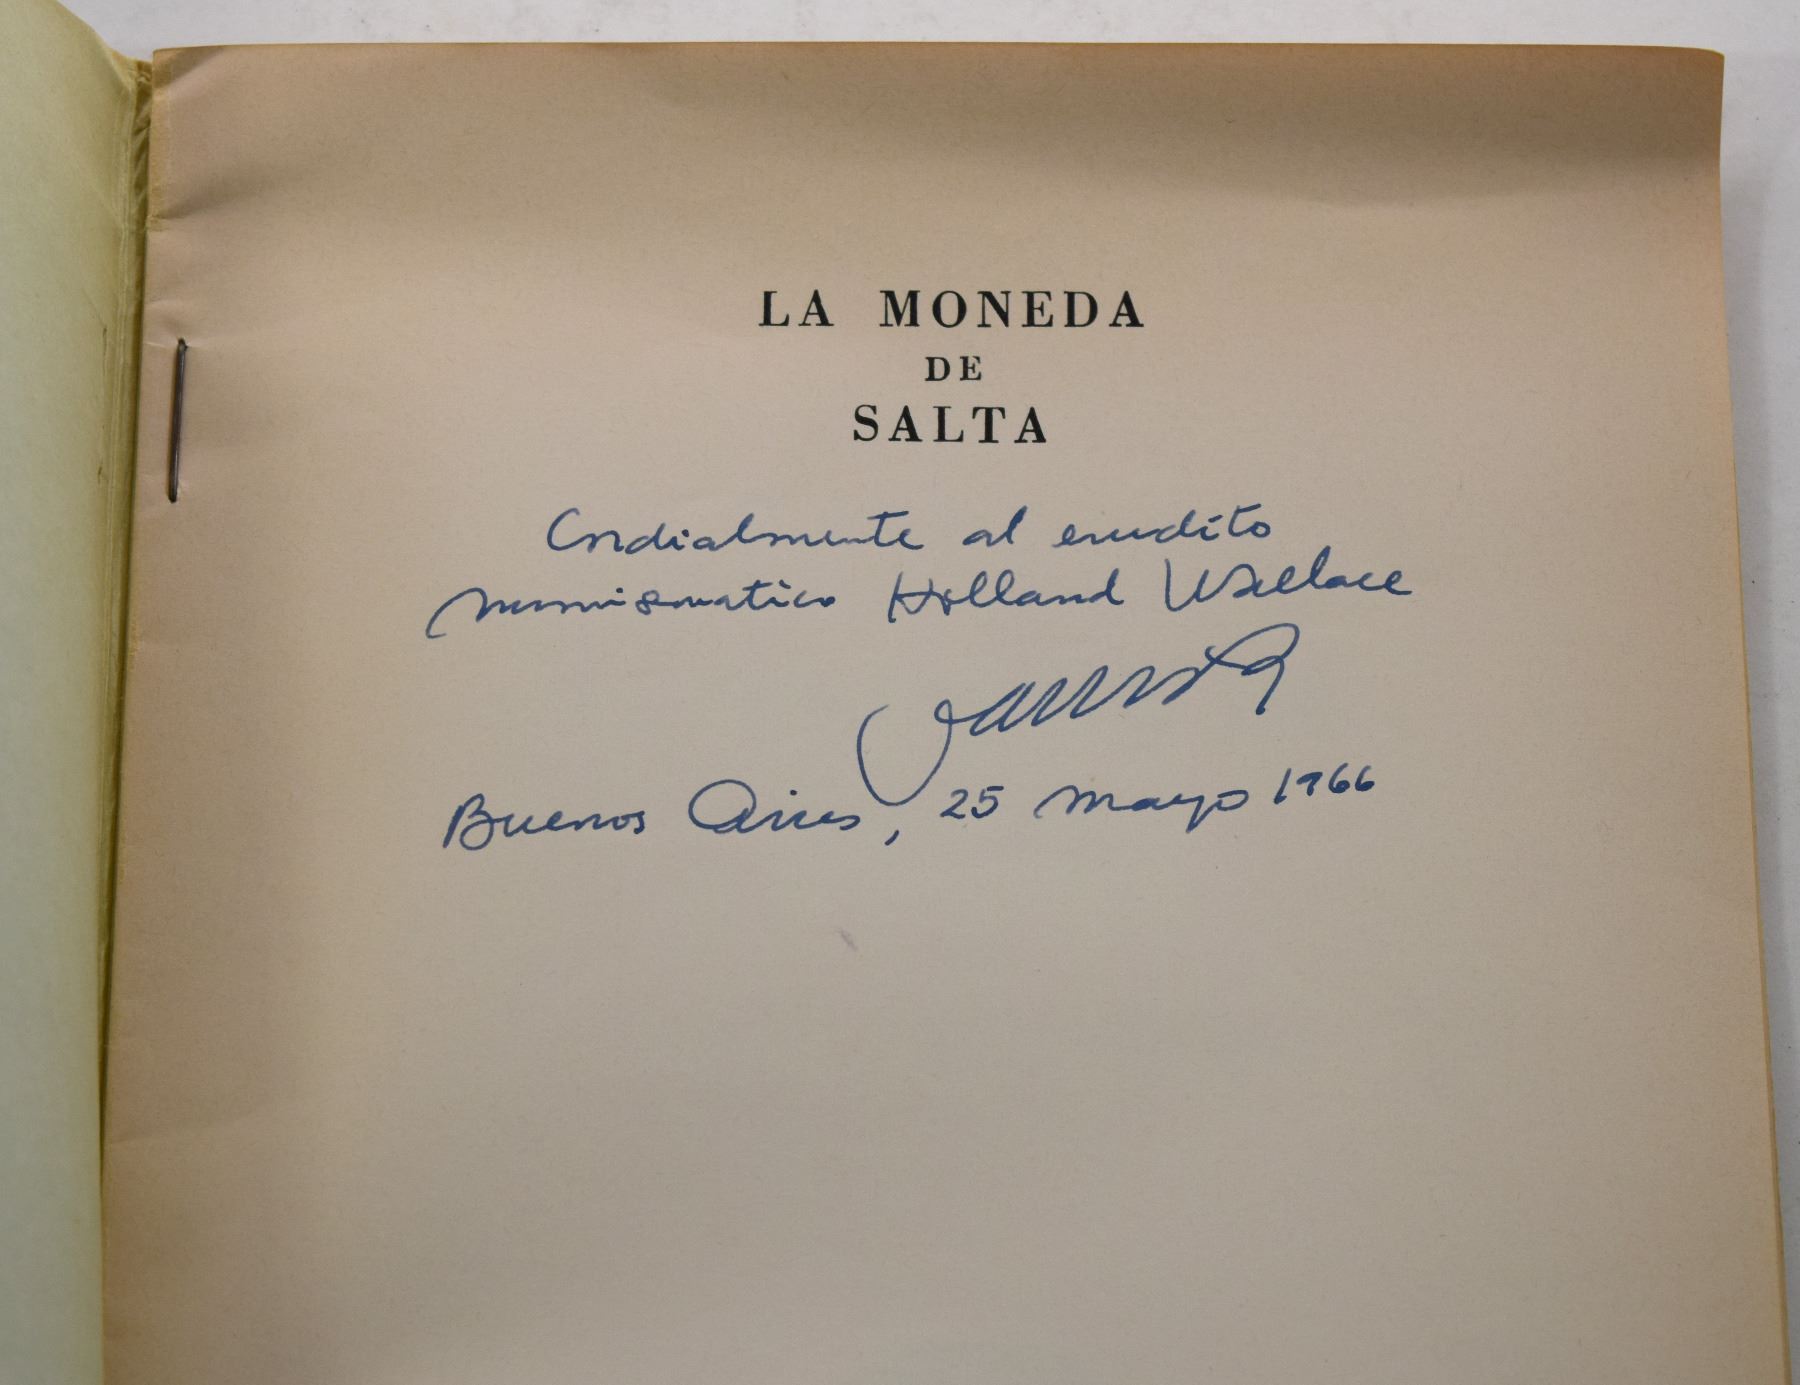 LA MONEDA
DE
SALTA
Cordialmente al erudito
numismatico Holland Wallace
Buenos Aires, 25 mayo 1966